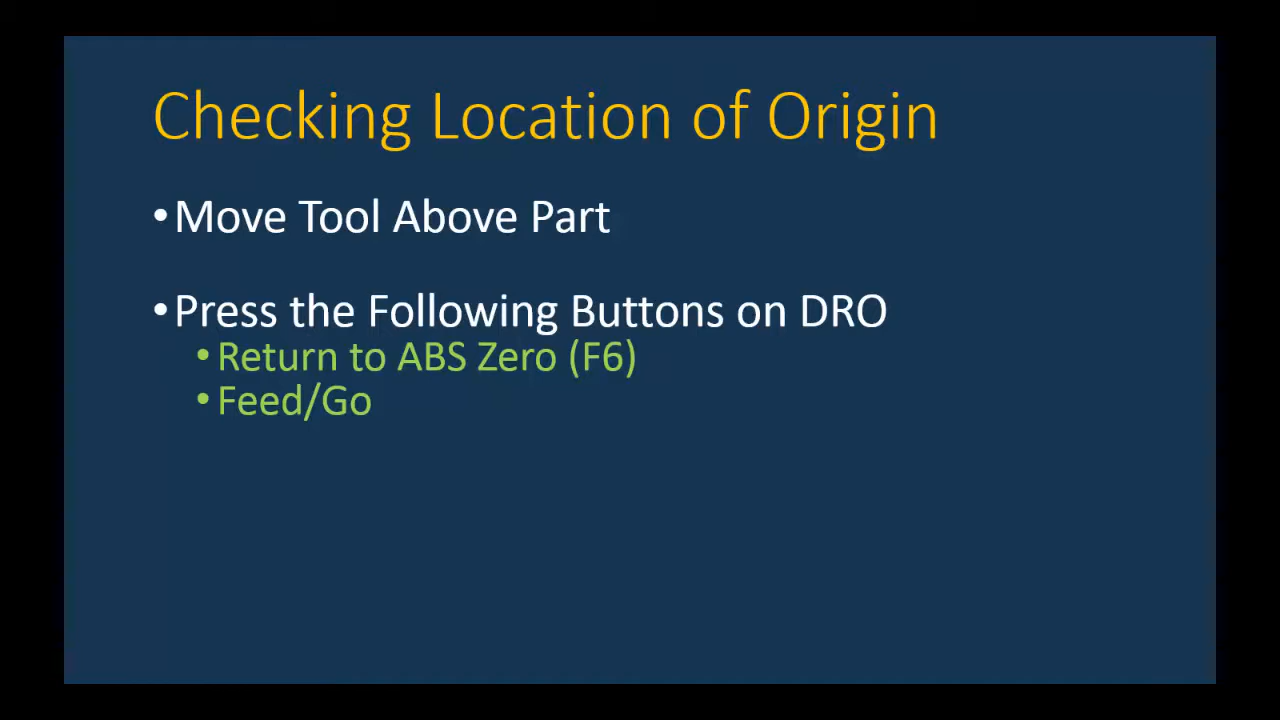 Checking Location of Origin
•Move Tool Above Part
•Press the Following Buttons on DRO
•Return to ABS Zero (F6)
•Feed/Go